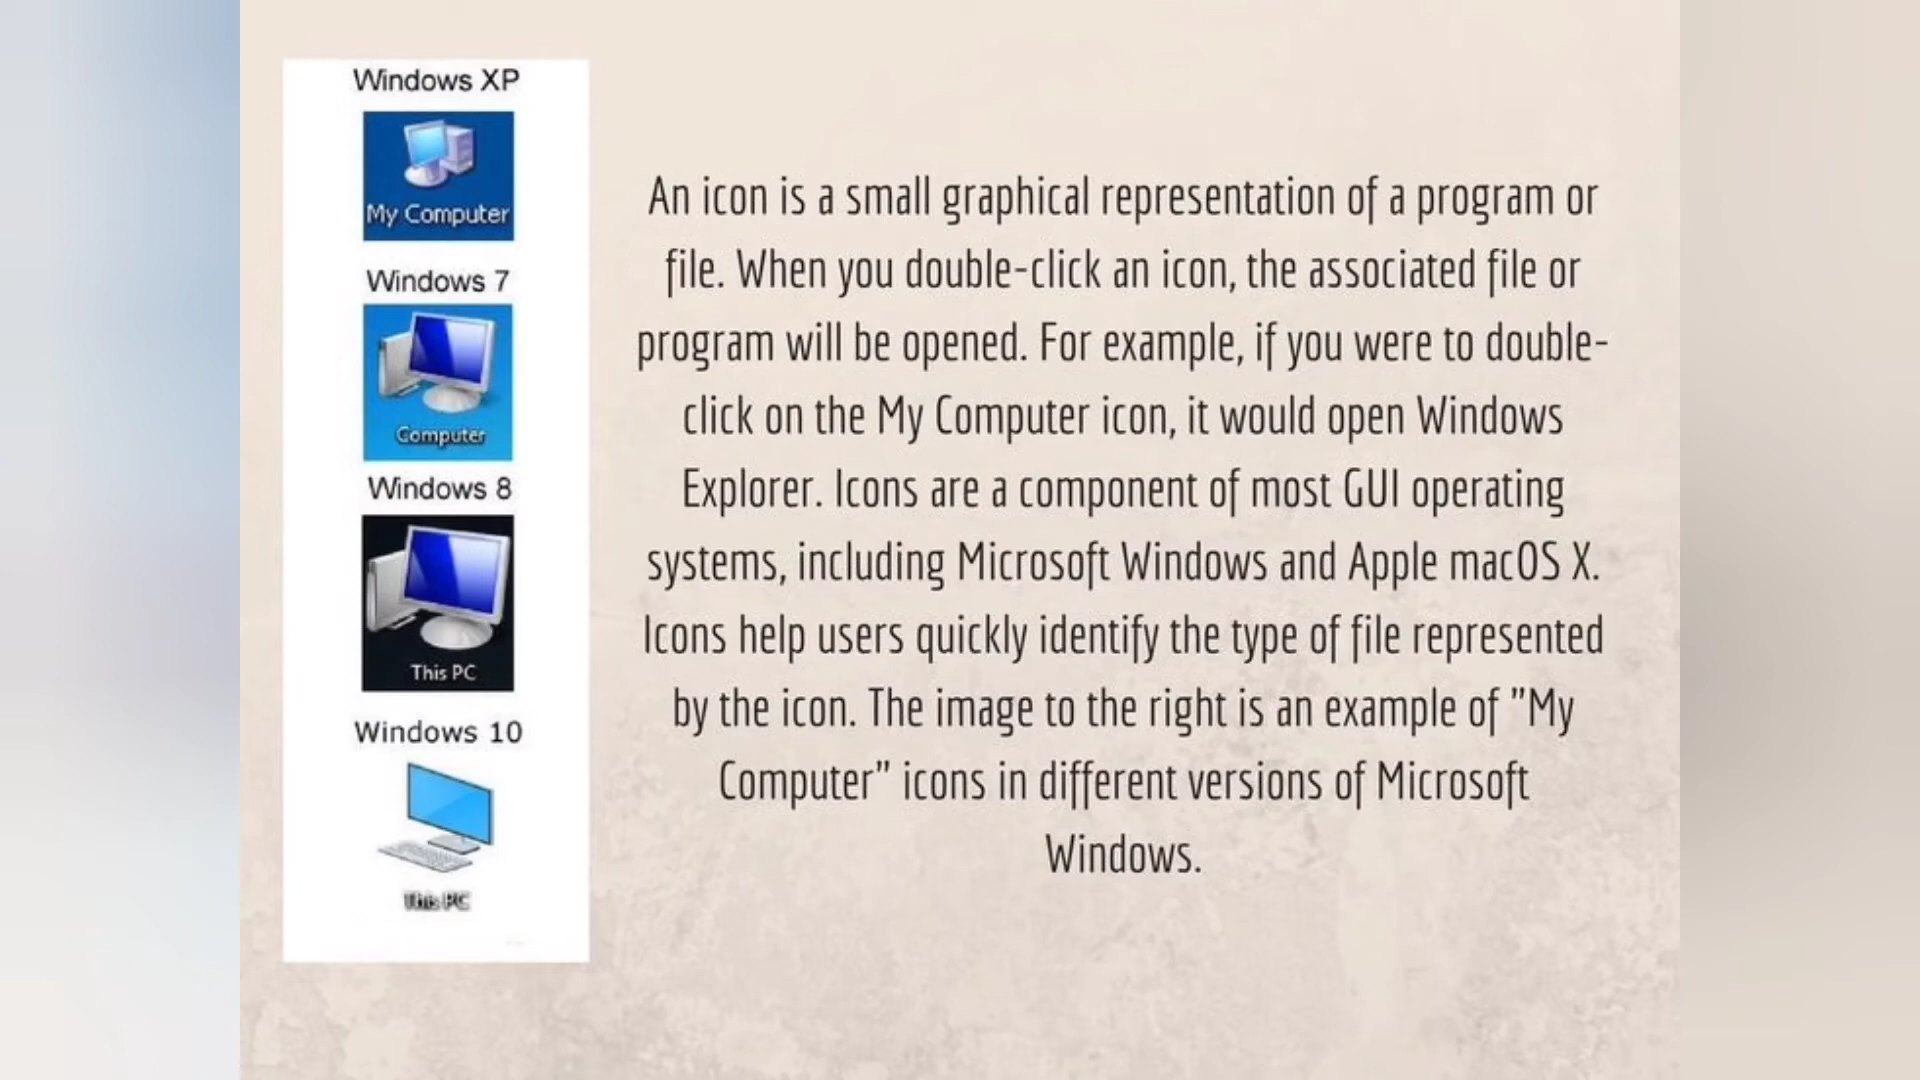 Windows XP
My Computer
Windows 7
Computer
Windows 8
This PC
Windows 10
This PC
An icon is a small graphical representation of a program or
file. When you double-click an icon, the associated file or
program will be opened. For example, if you were to double-
click on the My Computer icon, it would open Windows
Explorer. Icons are a component of most GUI operating
systems, including Microsoft Windows and Apple macOS X.
Icons help users quickly identify the type of file represented
by the icon. The image to the right is an example of "My
Computer" icons in different versions of Microsoft
Windows.